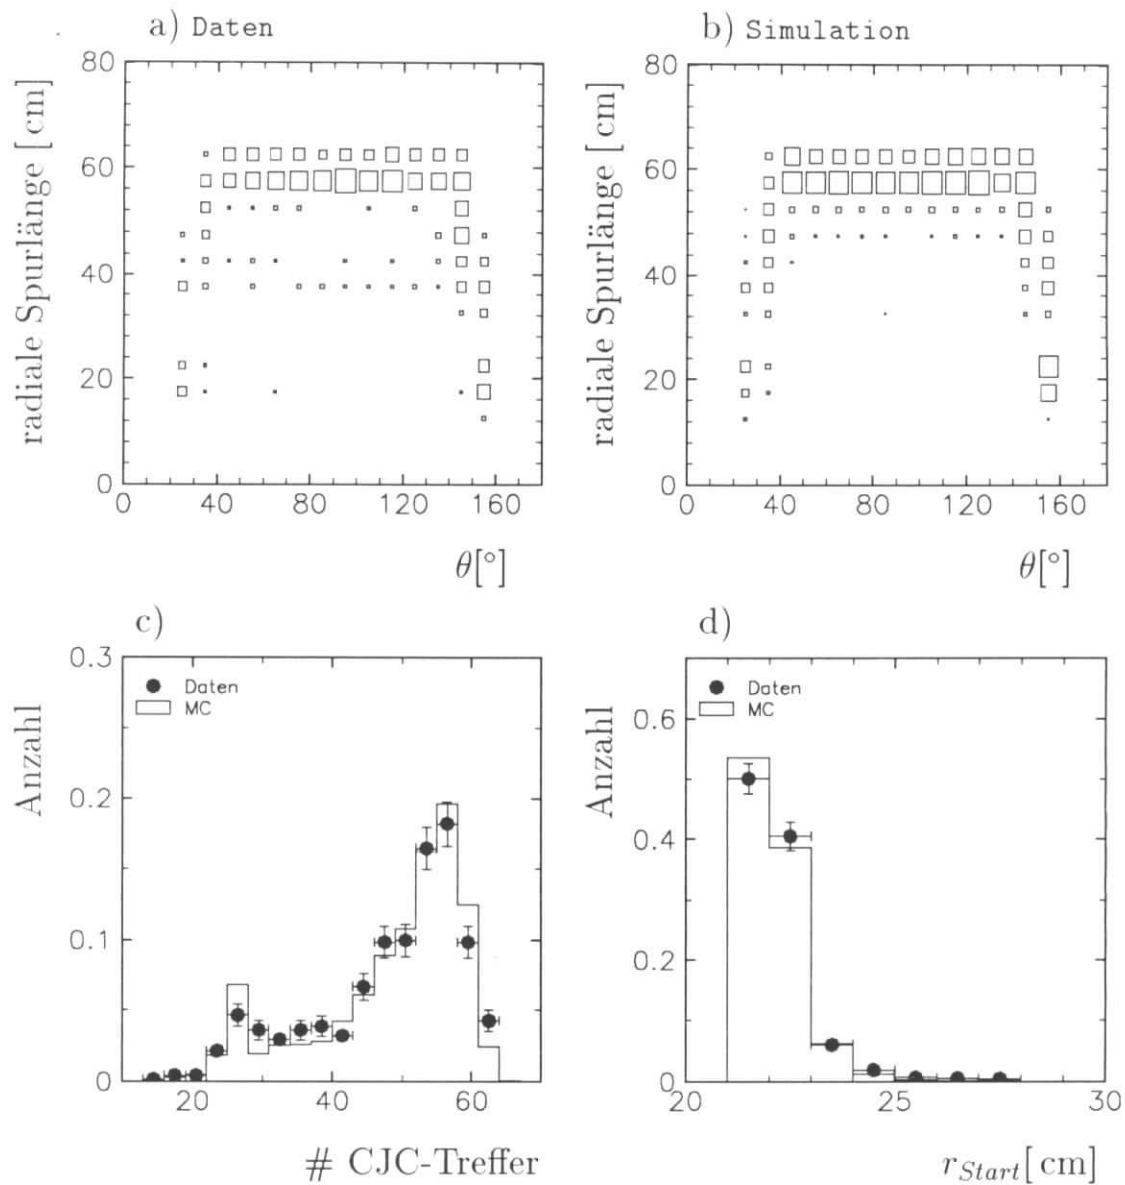 a) Daten
radiale Spurlänge [cm]
80
60
40
20
0
0 40 80 120 160
θ[°]
b) Simulation
radiale Spurlänge [cm]
80
60
40
20
0
0 40 80 120 160
θ[°]
c)
Anzahl
0.3
0.2
0.1
0
Daten
MC
20 40 60
# CJC-Treffer
d)
Anzahl
0.6
0.4
0.2
0
Daten
MC
20 25 30
r_Start [cm]